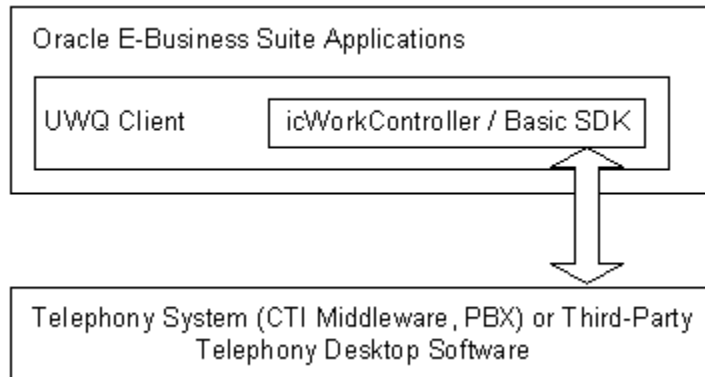 Oracle E-Business Suite Applications
UWQ Client
icWorkController / Basic SDK
Telephony System (CTI Middleware, PBX) or Third-Party
Telephony Desktop Software